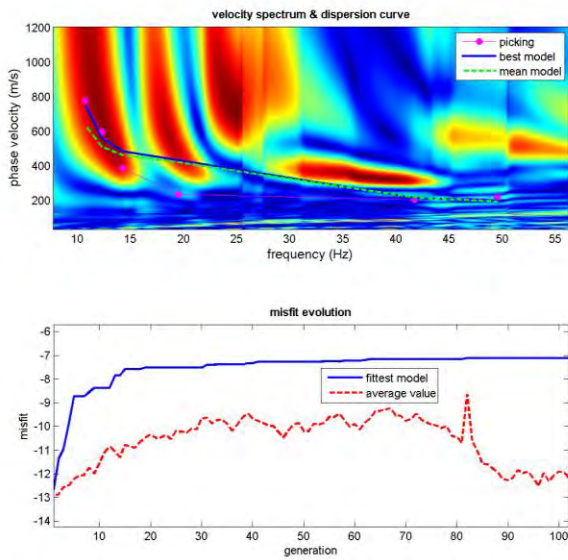 velocity spectrum & dispersion curve
1200
1000
800
600
400
200
phase velocity (m/s)
picking
best model
mean model
10 15 20 25 30 35 40 45 50 55
frequency (Hz)
misfit evolution
-6
-7
-8
-9
-10
-11
-12
-13
-14
misfit
fittest model
average value
10 20 30 40 50 60 70 80 90 100
generation